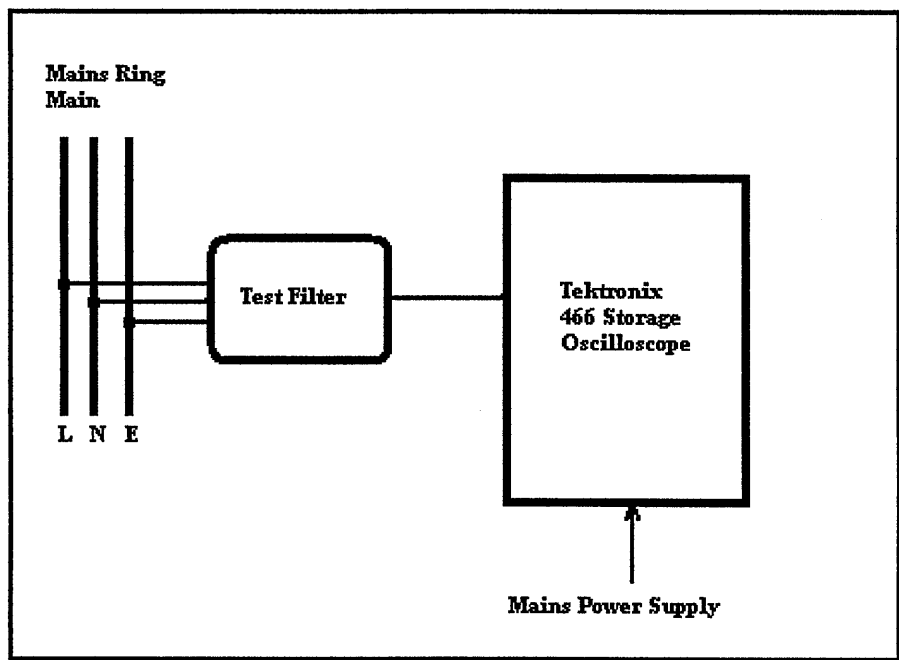 Mains Ring
Main
Test Filter
Tektronix
466 Storage
Oscilloscope
L N E
Mains Power Supply